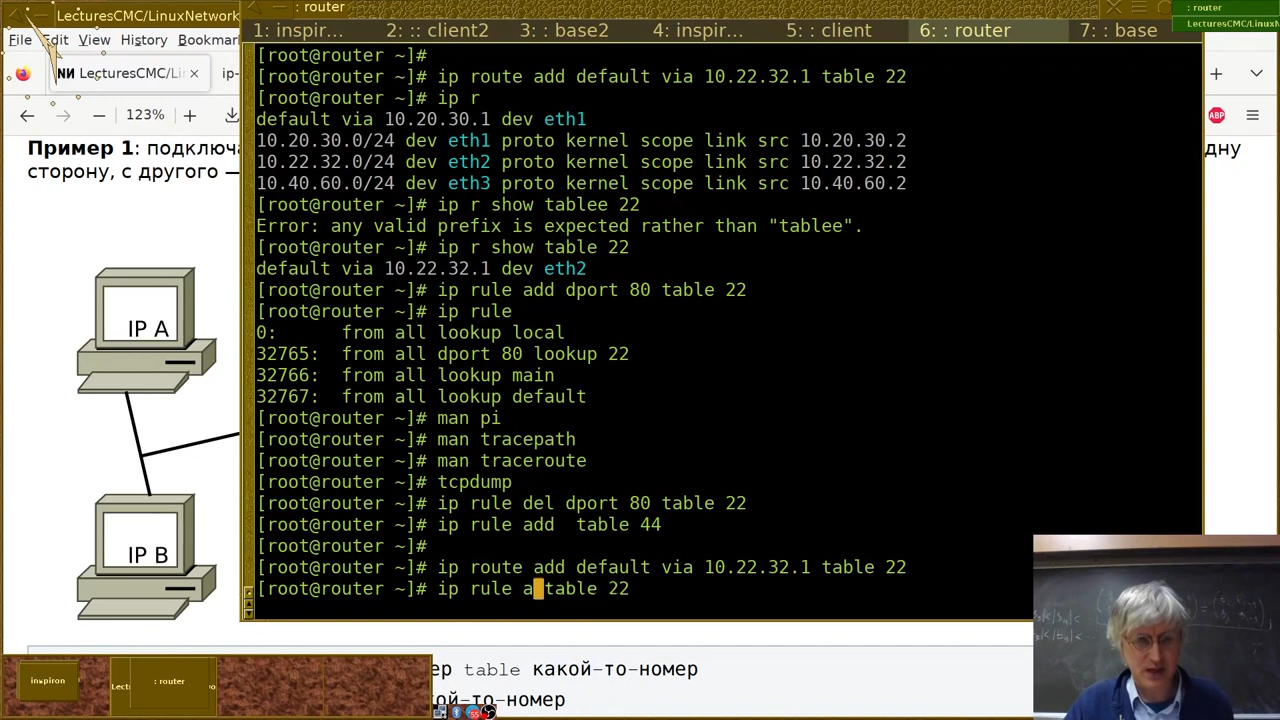 LecturesCMC/LinuxNetwork
: router
: router
LecturesCMC/LinuxNetwork
File Edit View History Bookmar
1: inspir... 2: :: client2 3: : base2 4: inspir... 5: : client 6: : router 7: : base
LecturesCMC/Li
ip-
123%
ABP
Пример 1: подключа
дну
сторону, с другого —
IP A
IP B
[root@router ~]#
[root@router ~]# ip route add default via 10.22.32.1 table 22
[root@router ~]# ip r
default via 10.20.30.1 dev eth1
10.20.30.0/24 dev eth1 proto kernel scope link src 10.20.30.2
10.22.32.0/24 dev eth2 proto kernel scope link src 10.22.32.2
10.40.60.0/24 dev eth3 proto kernel scope link src 10.40.60.2
[root@router ~]# ip r show tablee 22
Error: any valid prefix is expected rather than "tablee".
[root@router ~]# ip r show table 22
default via 10.22.32.1 dev eth2
[root@router ~]# ip rule add dport 80 table 22
[root@router ~]# ip rule
0: from all lookup local
32765: from all dport 80 lookup 22
32766: from all lookup main
32767: from all lookup default
[root@router ~]# man pi
[root@router ~]# man tracepath
[root@router ~]# man traceroute
[root@router ~]# tcpdump
[root@router ~]# ip rule del dport 80 table 22
[root@router ~]# ip rule add  table 44
[root@router ~]#
[root@router ~]# ip route add default via 10.22.32.1 table 22
[root@router ~]# ip rule a table 22
ер table какой-то-номер
ой-то-номер
inspiron
Lect
: router
55